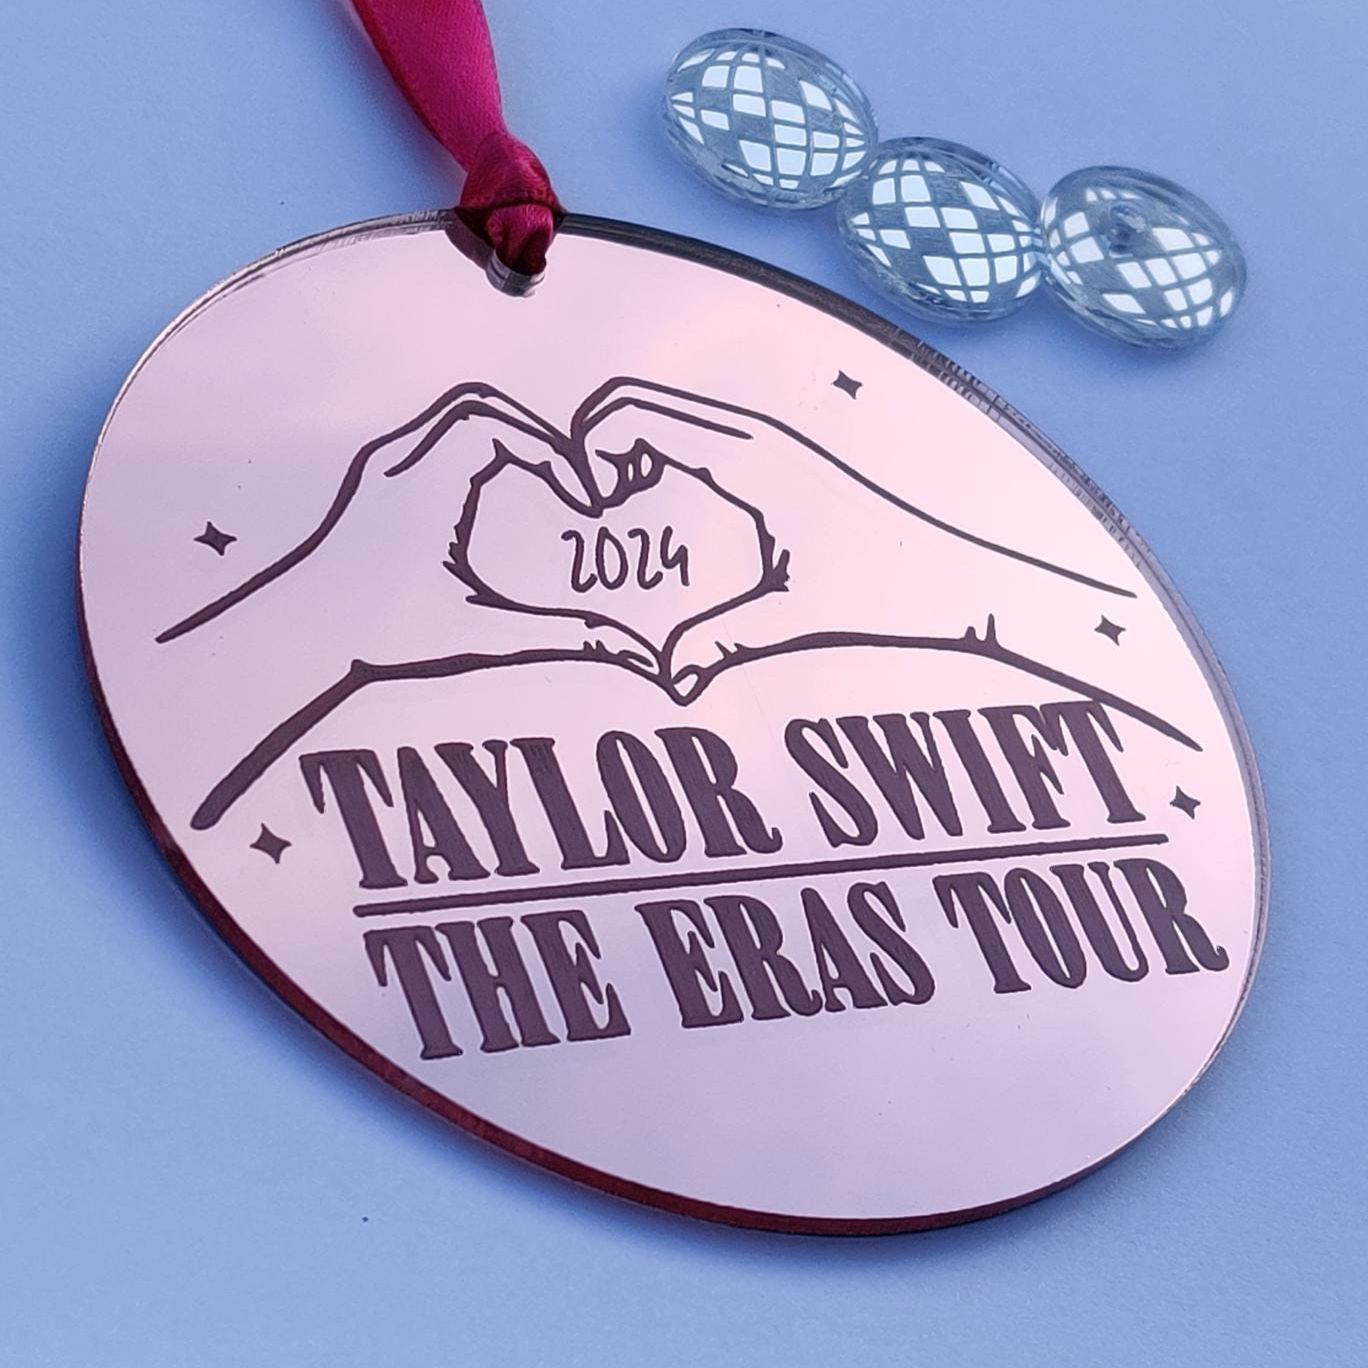 2024
TAYLOR SWIFT
THE ERAS TOUR